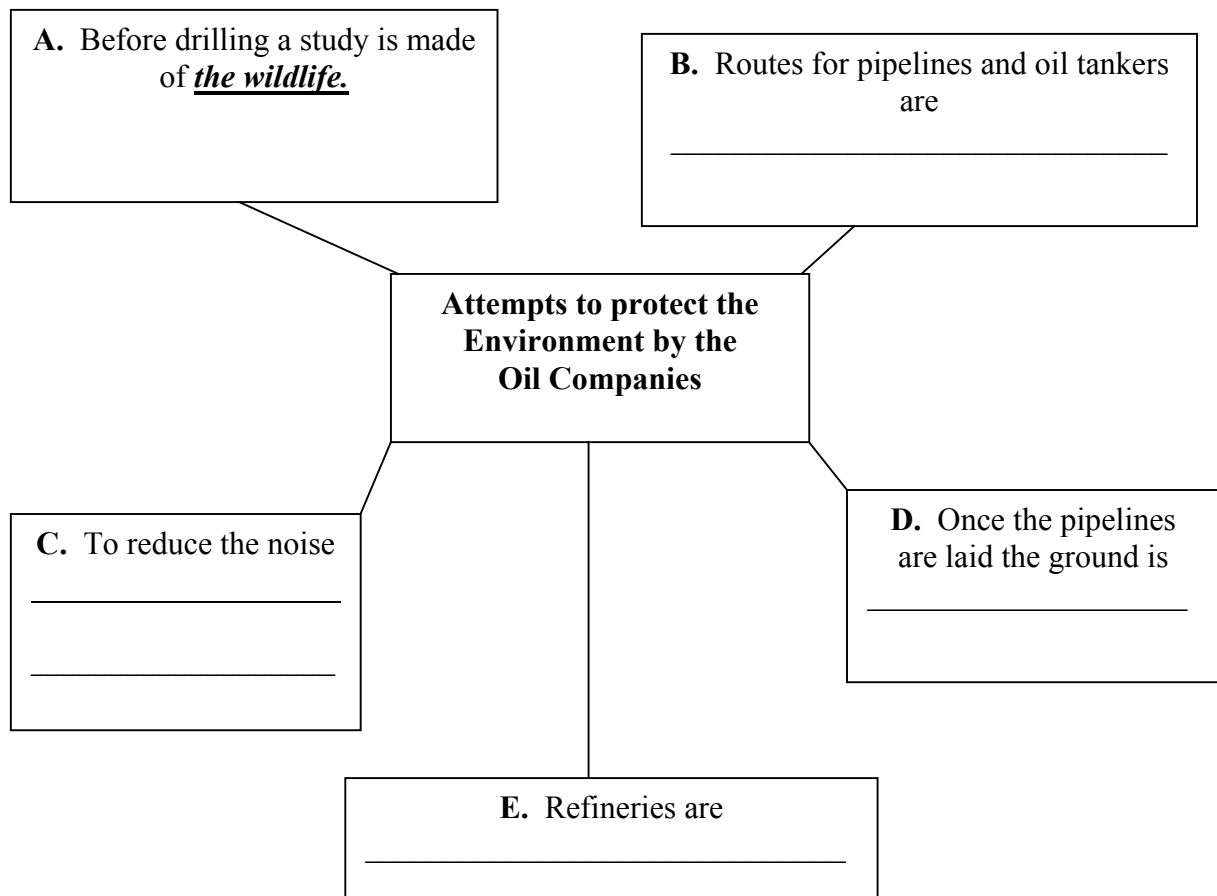 A. Before drilling a study is made
of the wildlife.
B. Routes for pipelines and oil tankers
are
Attempts to protect the
Environment by the
Oil Companies
C. To reduce the noise
D. Once the pipelines
are laid the ground is
E. Refineries are